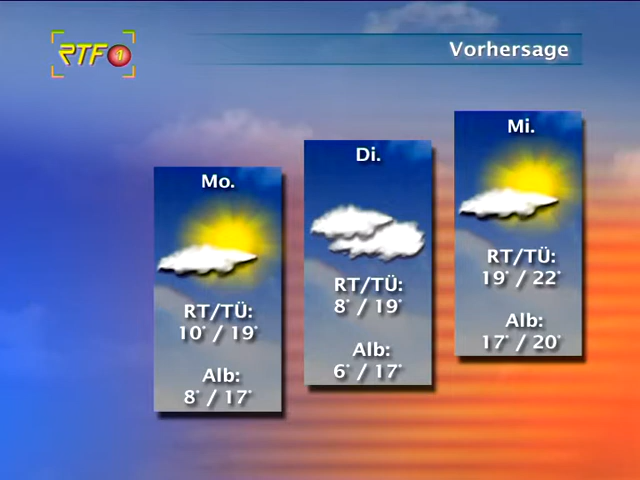 RTF 1
Vorhersage
Mo.
RT/TÜ:
10° / 19°
Alb:
8° / 17°
Di.
RT/TÜ:
8° / 19°
Alb:
6° / 17°
Mi.
RT/TÜ:
19° / 22°
Alb:
17° / 20°